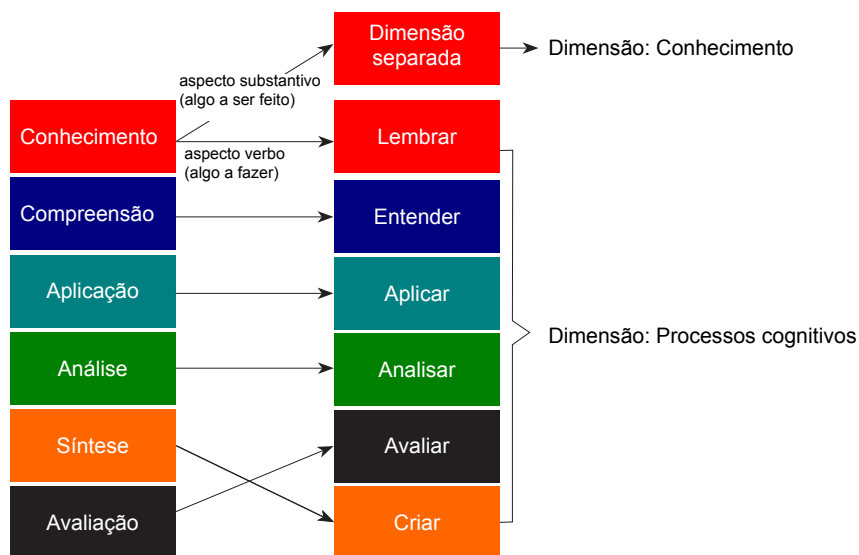 Dimensão
separada
Dimensão: Conhecimento
aspecto substantivo
(algo a ser feito)
Conhecimento
Lembrar
aspecto verbo
(algo a fazer)
Compreensão
Entender
Aplicação
Aplicar
Dimensão: Processos cognitivos
Análise
Analisar
Síntese
Avaliar
Avaliação
Criar